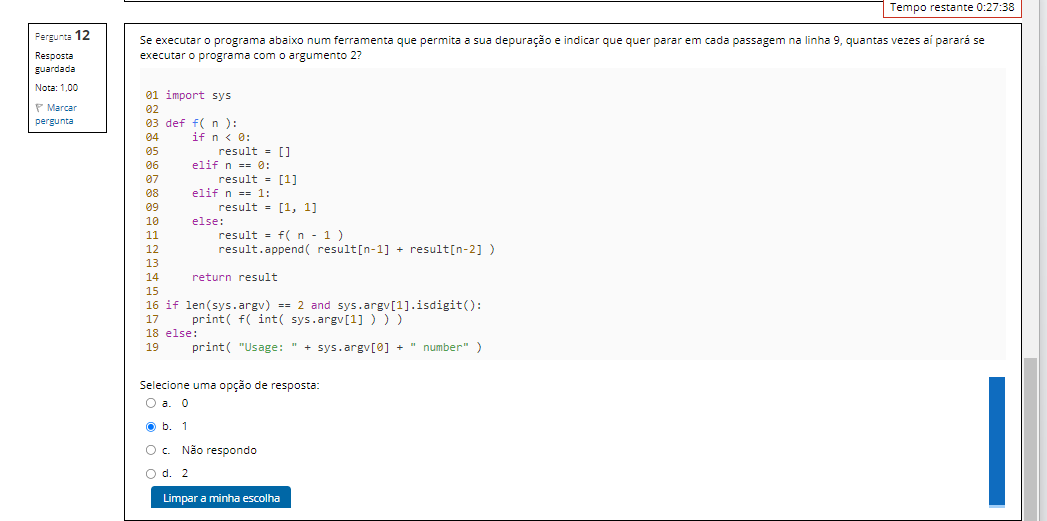 Tempo restante 0:27:38
Pergunta 12
Resposta
guardada
Nota: 1,00
Marcar
pergunta
Se executar o programa abaixo num ferramenta que permita a sua depuração e indicar que quer parar em cada passagem na linha 9, quantas vezes aí parará se
executar o programa com o argumento 2?
01 import sys
02
03 def f( n ):
04     if n < 0:
05         result = []
06     elif n == 0:
07         result = [1]
08     elif n == 1:
09         result = [1, 1]
10     else:
11         result = f( n - 1 )
12         result.append( result[n-1] + result[n-2] )
13
14     return result
15
16 if len(sys.argv) == 2 and sys.argv[1].isdigit():
17     print( f( int( sys.argv[1] ) ) )
18 else:
19     print( "Usage: " + sys.argv[0] + " number" )
Selecione uma opção de resposta:
a. 0
b. 1
c. Não respondo
d. 2
Limpar a minha escolha